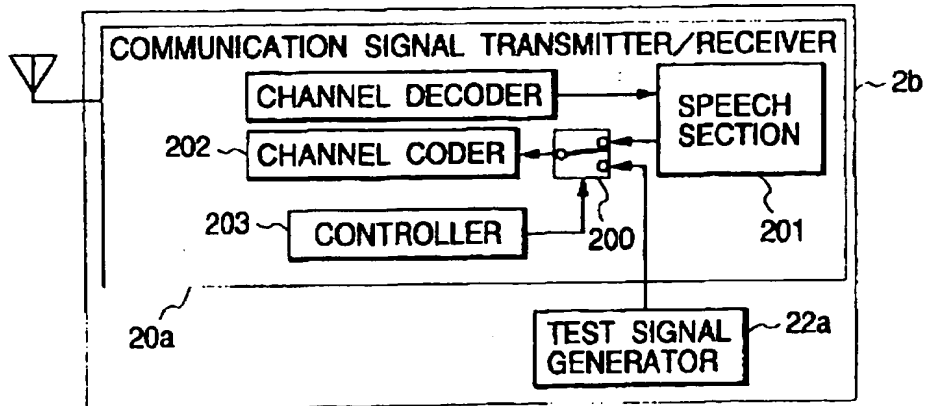 COMMUNICATION SIGNAL TRANSMITTER/RECEIVER
2b
CHANNEL DECODER
SPEECH
SECTION
202
CHANNEL CODER
203
CONTROLLER
200
201
20a
TEST SIGNAL
GENERATOR
22a